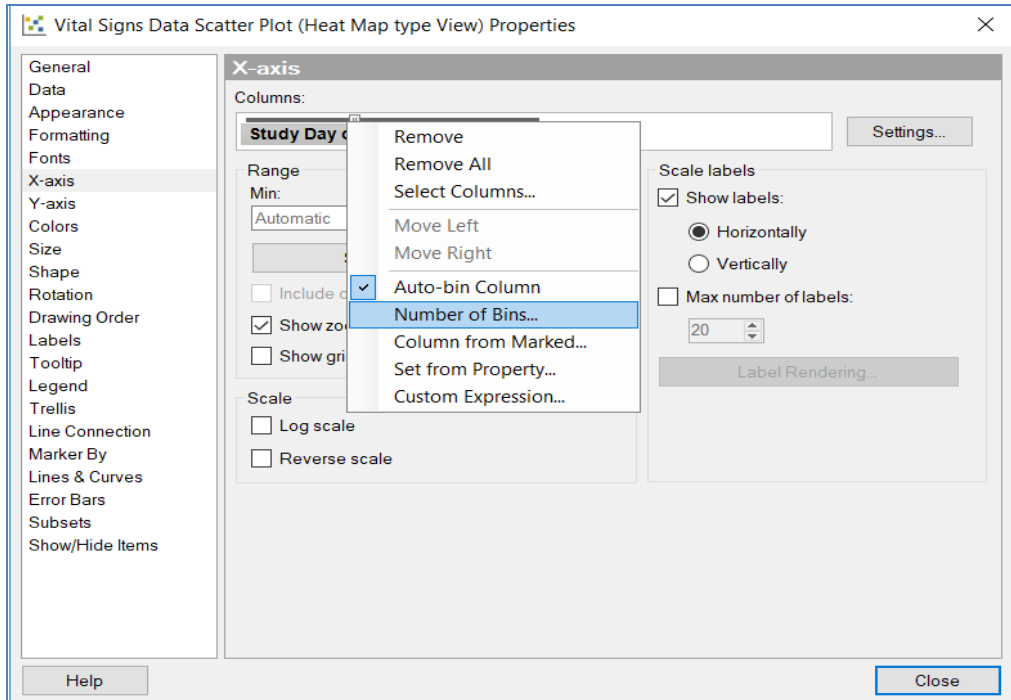 Vital Signs Data Scatter Plot (Heat Map type View) Properties
General
Data
Appearance
Formatting
Fonts
X-axis
Y-axis
Colors
Size
Shape
Rotation
Drawing Order
Labels
Tooltip
Legend
Trellis
Line Connection
Marker By
Lines & Curves
Error Bars
Subsets
Show/Hide Items
X-axis
Columns:
Study Day
Settings...
Range
Min:
Automatic
Include
Show
Show
Scale
Log scale
Reverse scale
Remove
Remove All
Select Columns...
Move Left
Move Right
Auto-bin Column
Number of Bins...
Column from Marked...
Set from Property...
Custom Expression...
Scale labels
Show labels:
Horizontally
Vertically
Max number of labels:
20
Label Rendering...
Help
Close